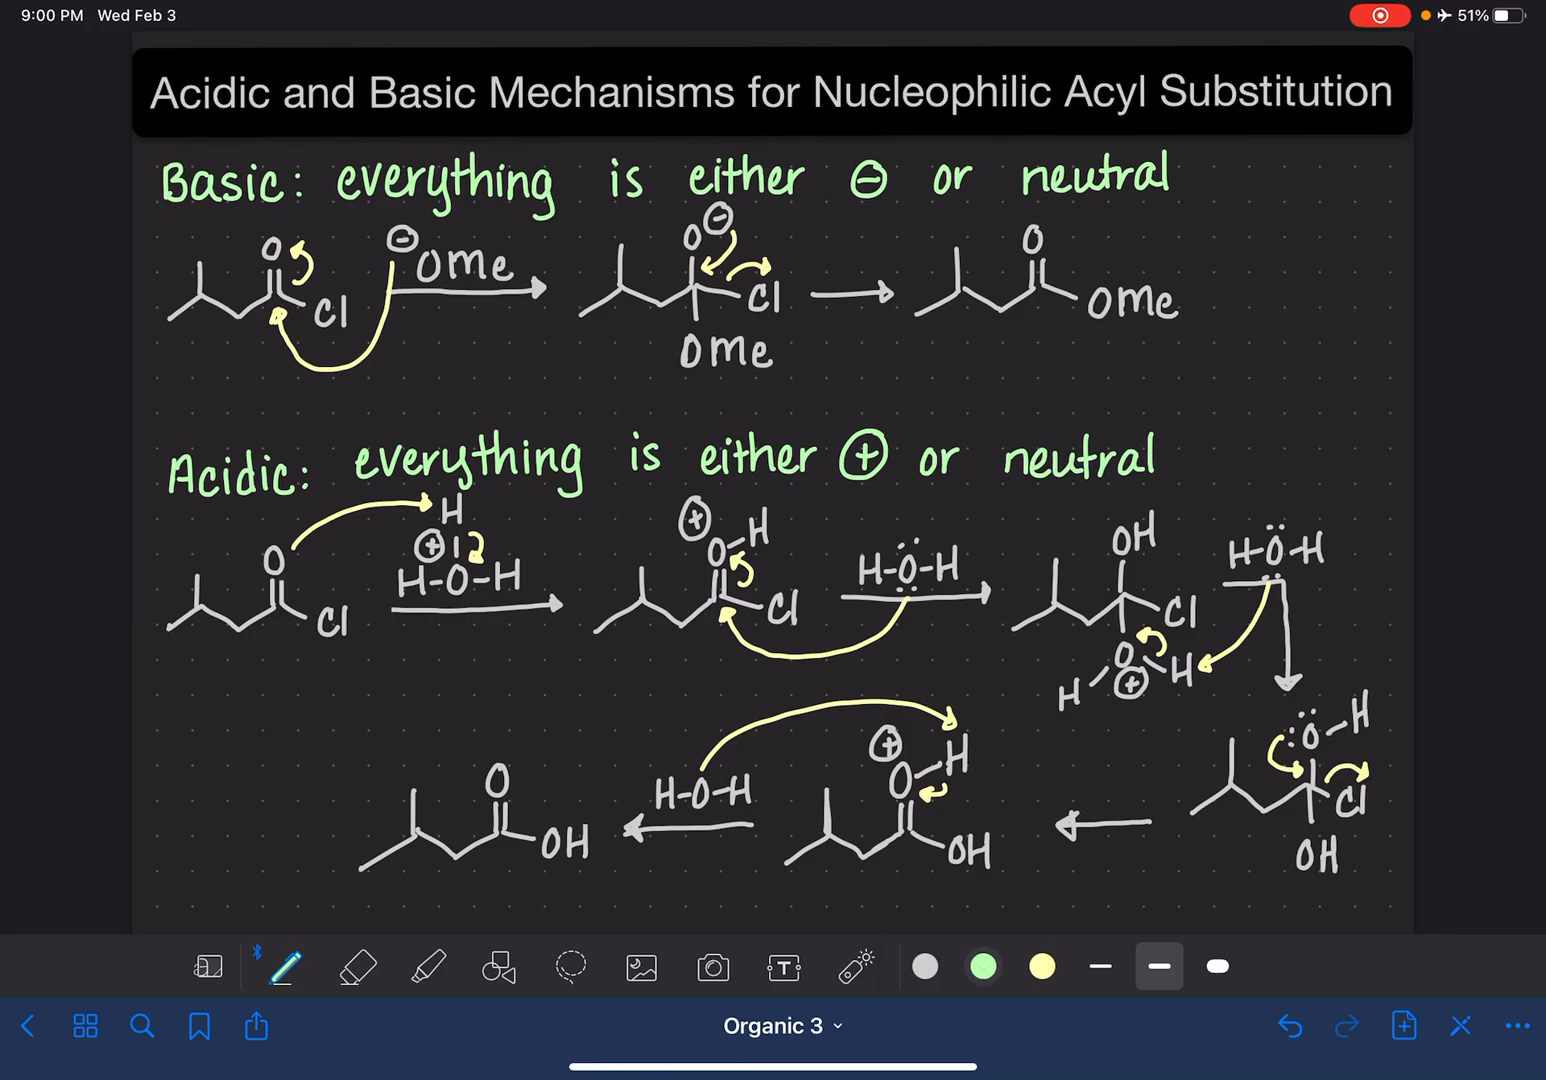 9:00 PM Wed Feb 3 51%
Acidic and Basic Mechanisms for Nucleophilic Acyl Substitution
Basic: everything is either ⊖ or neutral
O Cl ⊖OMe O⊖ Cl OMe O OMe
Acidic: everything is either ⊕ or neutral
O Cl H ⊕ H-O-H ⊕ O-H Cl H-Ö-H OH Cl H O ⊕ H H-Ö-H
O OH H-O-H ⊕ O-H OH :Ö-H Cl OH
T
Organic 3